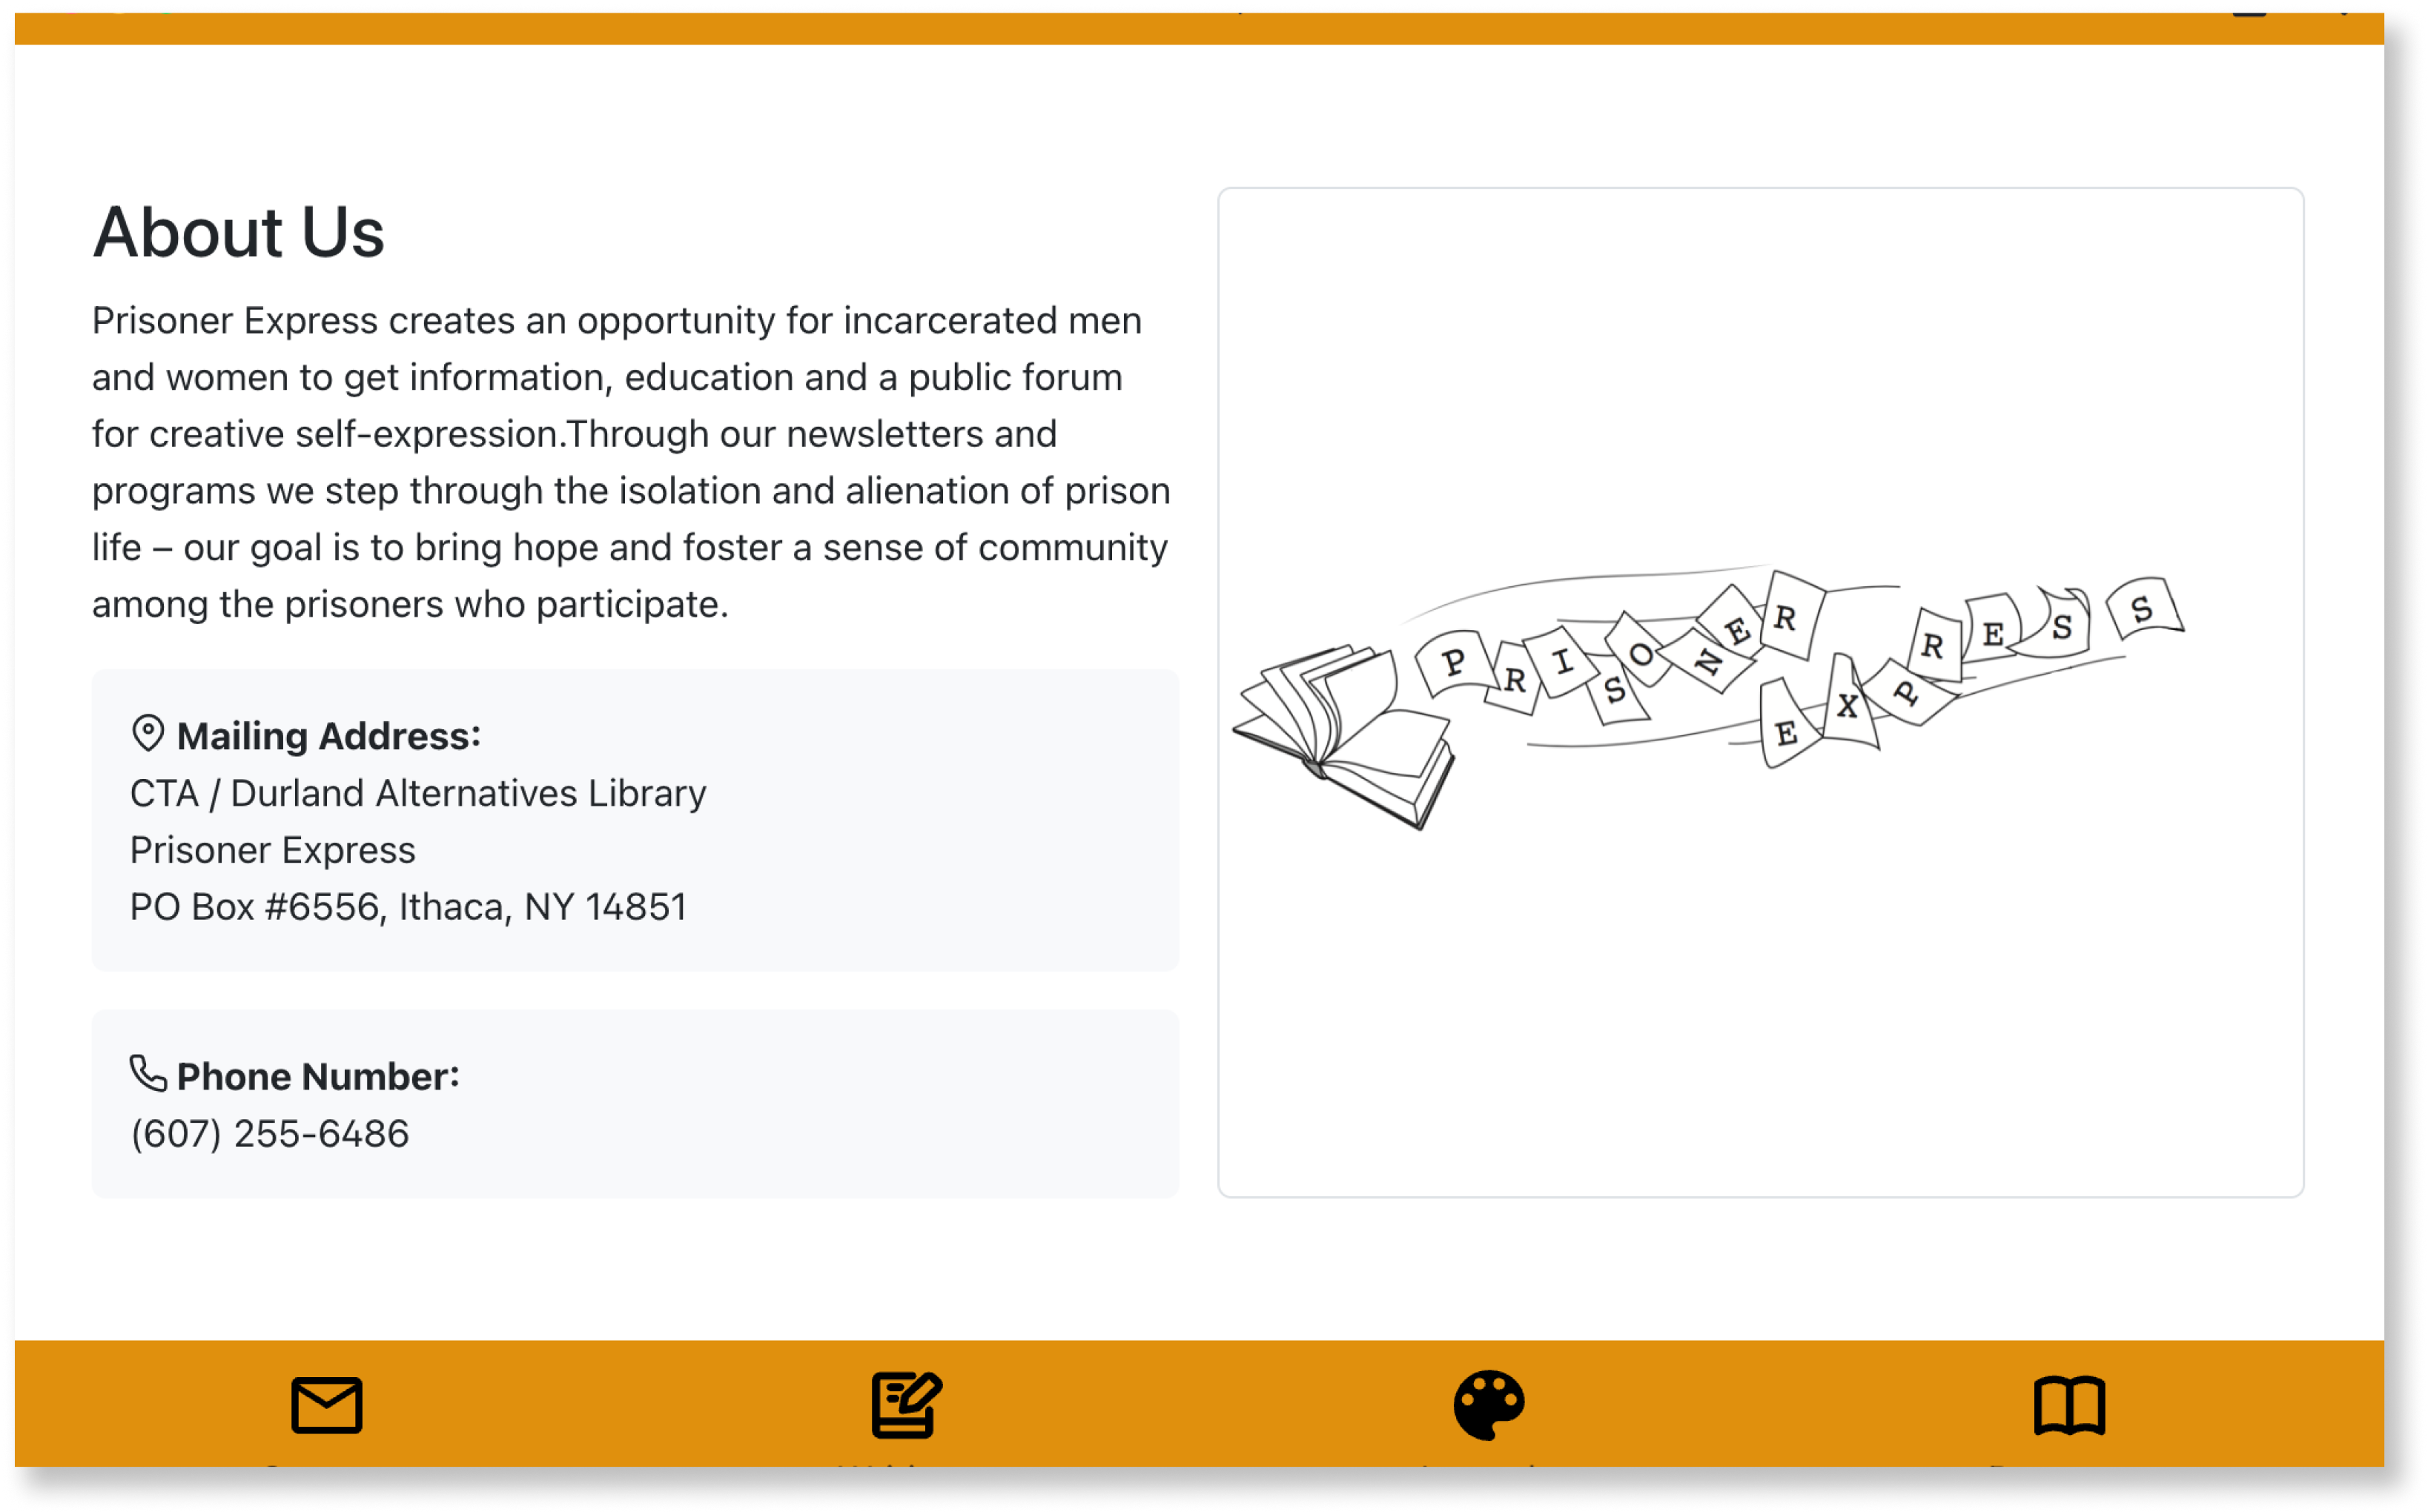 About Us
Prisoner Express creates an opportunity for incarcerated men
and women to get information, education and a public forum
for creative self-expression.Through our newsletters and
programs we step through the isolation and alienation of prison
life – our goal is to bring hope and foster a sense of community
among the prisoners who participate.
Mailing Address:
CTA / Durland Alternatives Library
Prisoner Express
PO Box #6556, Ithaca, NY 14851
Phone Number:
(607) 255-6486
PRISONER EXPRESS